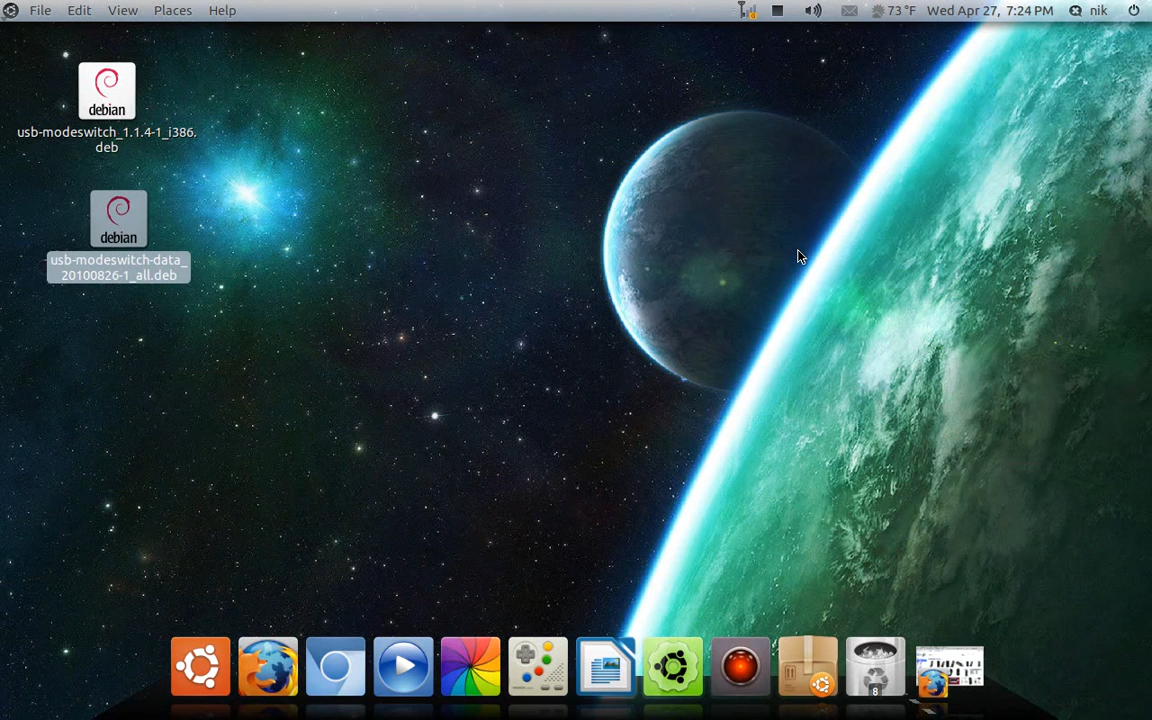 File Edit View Places Help
73 °F Wed Apr 27, 7:24 PM nik
debian
usb-modeswitch_1.1.4-1_i386.
deb
debian
usb-modeswitch-data_
20100826-1_all.deb
8